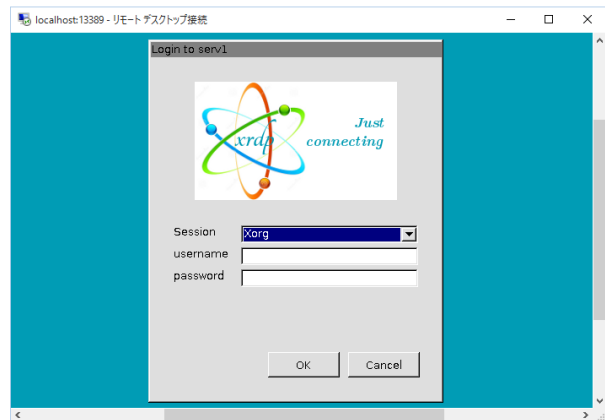 localhost:13389 - リモート デスクトップ接続
Login to serv1
Just
xrdp connecting
Session Xorg
username
password
OK Cancel